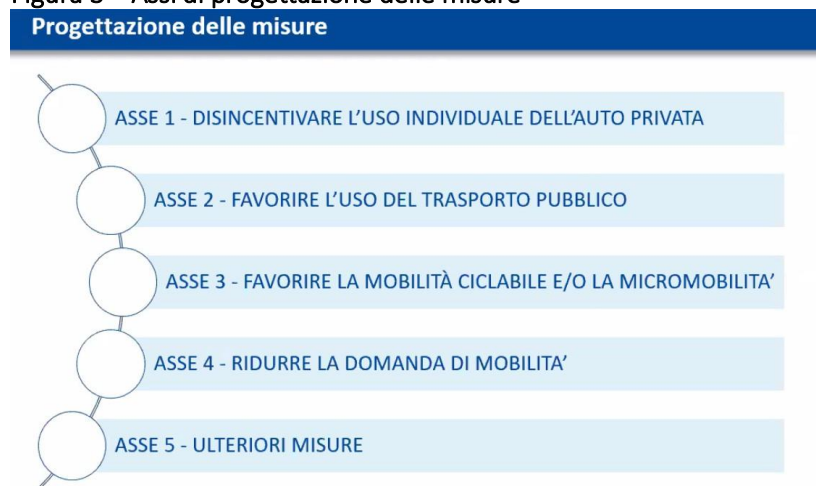 Progettazione delle misure
ASSE 1 - DISINCENTIVARE L'USO INDIVIDUALE DELL'AUTO PRIVATA
ASSE 2 - FAVORIRE L'USO DEL TRASPORTO PUBBLICO
ASSE 3 - FAVORIRE LA MOBILITÀ CICLABILE E/O LA MICROMOBILITA'
ASSE 4 - RIDURRE LA DOMANDA DI MOBILITA'
ASSE 5 - ULTERIORI MISURE